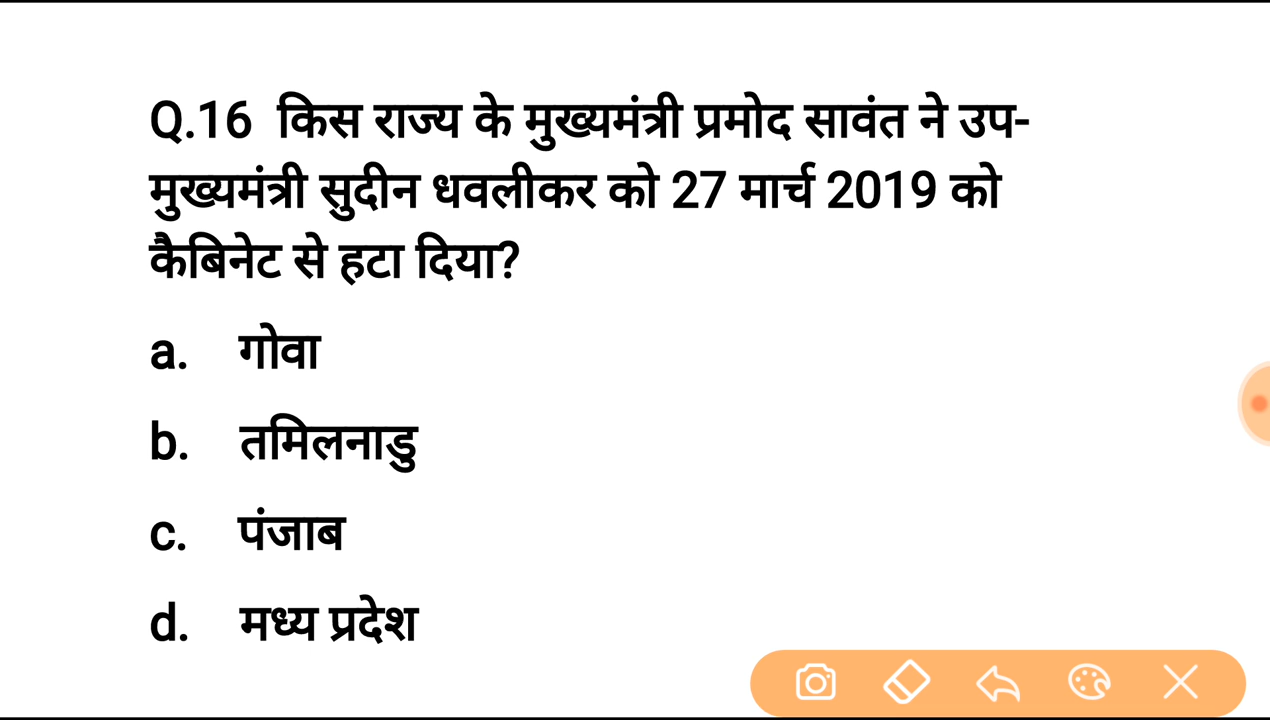 Q.16 किस राज्य के मुख्यमंत्री प्रमोद सावंत ने उप-
मुख्यमंत्री सुदीन धवलीकर को 27 मार्च 2019 को
कैबिनेट से हटा दिया?
a. गोवा
b. तमिलनाडु
c. पंजाब
d. मध्य प्रदेश